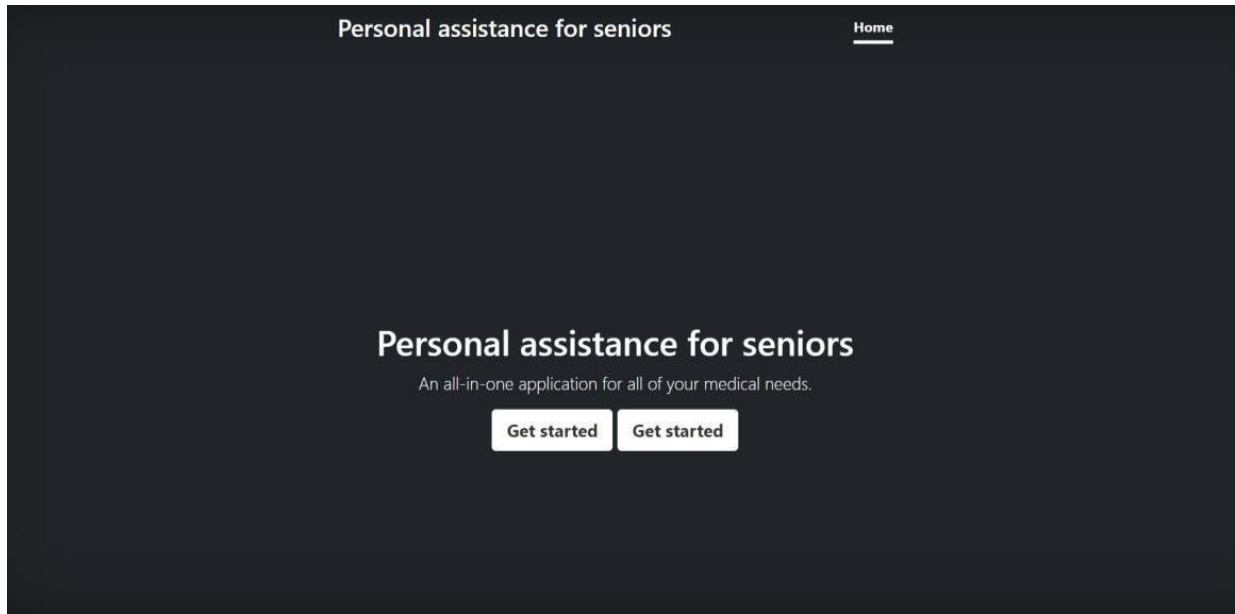 Personal assistance for seniors
Home
Personal assistance for seniors
An all-in-one application for all of your medical needs.
Get started
Get started